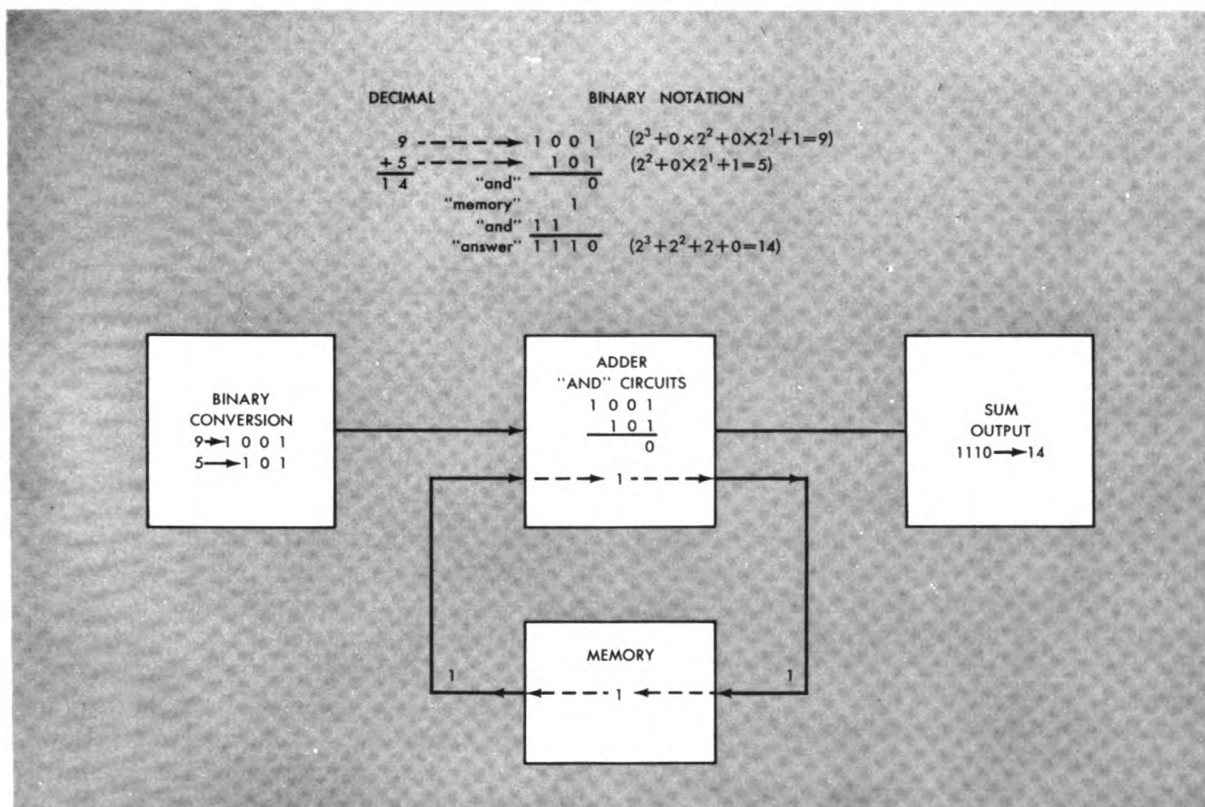 DECIMAL BINARY NOTATION
9 1 0 0 1 (2³+0×2²+0×2¹+1=9)
+5 1 0 1 (2²+0×2¹+1=5)
1 4 "and" 0
"memory" 1
"and" 1 1
"answer" 1 1 1 0 (2³+2²+2+0=14)
BINARY
CONVERSION
9→1 0 0 1
5→1 0 1
ADDER
"AND" CIRCUITS
1 0 0 1
1 0 1
0
1
SUM
OUTPUT
1110→14
MEMORY
1 1 1